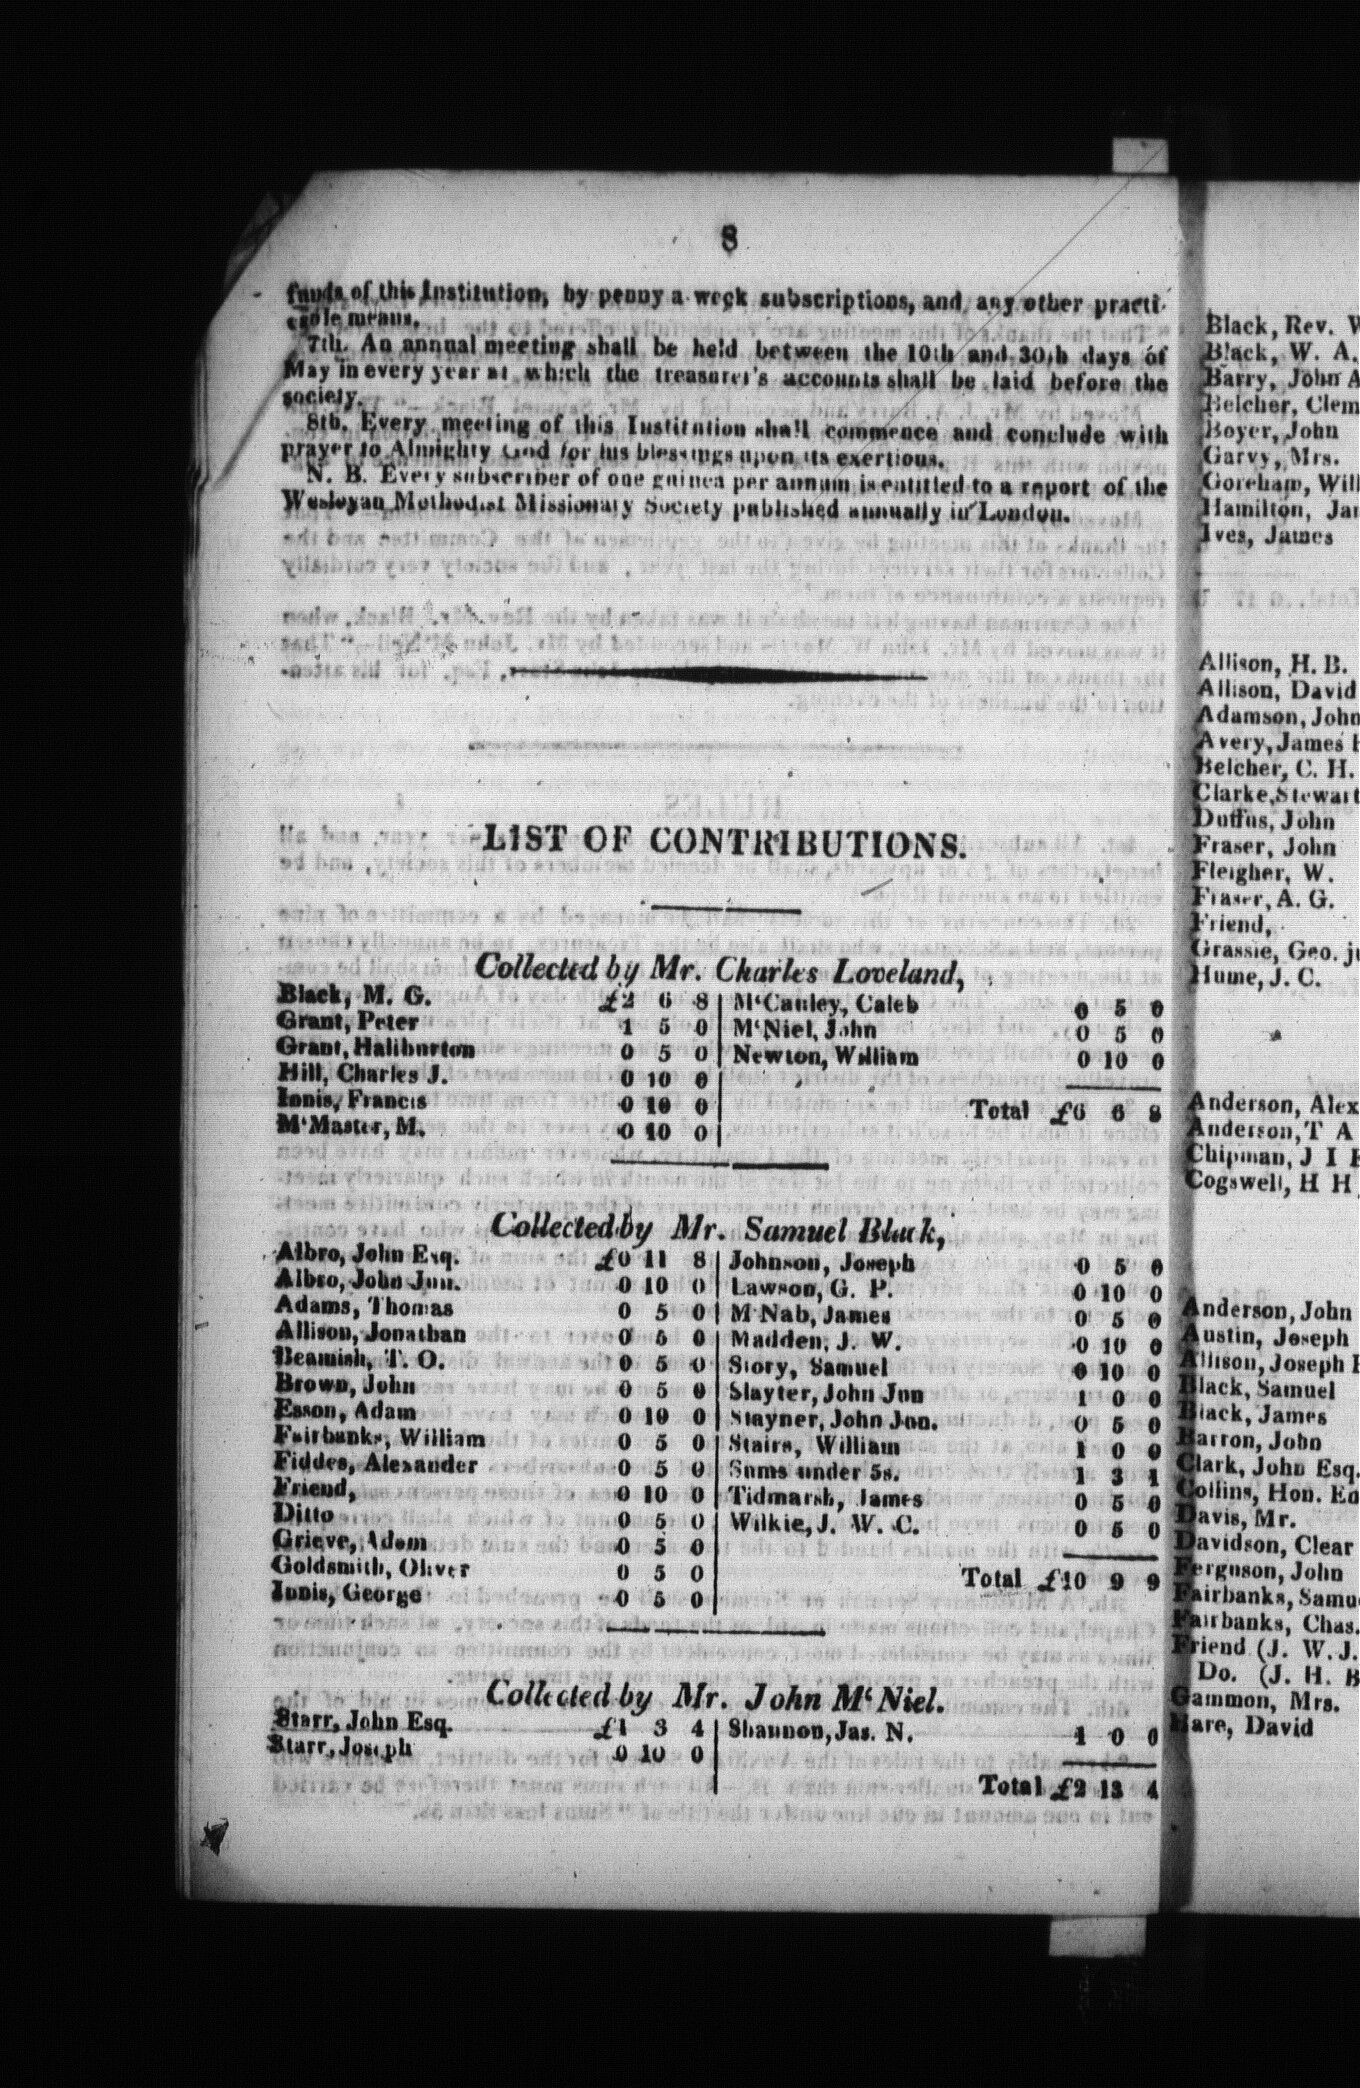 8
funds of this Institution, by penny a week subscriptions, and, any other practi-
cable means.
7th. An annual meeting shall be held between the 10th and 30th days of
May in every year at which the treasurer's accounts shall be laid before the
society.
8th. Every meeting of this Institution shall commence and conclude with
prayer to Almighty God for his blessings upon its exertions.
N. B. Every subscriber of one guinea per annum is entitled to a report of the
Wesleyan Methodist Missionary Society published annually in London.
LIST OF CONTRIBUTIONS.
Collected by Mr. Charles Loveland,
Black, M. G. £2 6 8
Grant, Peter 1 5 0
Grant, Haliburton 0 5 0
Hill, Charles J. 0 10 0
Innis, Francis 0 10 0
M'Master, M. 0 10 0
M'Cauley, Caleb 0 5 0
M'Niel, John 0 5 0
Newton, William 0 10 0
Total £6 6 8
Collected by Mr. Samuel Black,
Albro, John Esq. £0 11 8
Albro, John Jun. 0 10 0
Adams, Thomas 0 5 0
Allison, Jonathan 0 5 0
Beamish, T. O. 0 5 0
Brown, John 0 5 0
Esson, Adam 0 10 0
Fairbanks, William 0 5 0
Fiddes, Alexander 0 5 0
Friend, 0 10 0
Ditto 0 5 0
Grieve, Adam 0 5 0
Goldsmith, Oliver 0 5 0
Innis, George 0 5 0
Johnson, Joseph 0 5 0
Lawson, G. P. 0 10 0
M'Nab, James 0 5 0
Madden, J. W. 0 10 0
Story, Samuel 0 10 0
Slayter, John Jun 1 0 0
Stayner, John Jun. 0 5 0
Stairs, William 1 0 0
Sums under 5s. 1 3 1
Tidmarsh, James 0 5 0
Wilkie, J. W. C. 0 5 0
Total £10 9 9
Collected by Mr. John M'Niel.
Starr, John Esq. £1 3 4
Starr, Joseph 0 10 0
Shannon, Jas. N. 1 0 0
Total £2 13 4
Black, Rev. W
Black, W. A.
Barry, John A
Belcher, Clem
Boyer, John
Garvy, Mrs.
Goreham, Will
Hamilton, Jam
Ives, James
Allison, H. B.
Allison, David
Adamson, John
Avery, James
Belcher, C. H.
Clarke, Stewart
Duffus, John
Fraser, John
Fleigher, W.
Fraser, A. G.
Friend,
Grassie, Geo. ju
Hume, J. C.
Anderson, Alex
Anderson, T A
Chipman, J I
Cogswell, H H
Anderson, John
Austin, Joseph
Allison, Joseph
Black, Samuel
Black, James
Barron, John
Clark, John Esq.
Collins, Hon. En
Davis, Mr.
Davidson, Clear
Ferguson, John
Fairbanks, Samu
Fairbanks, Chas.
Friend (J. W. J.
Do. (J. H. B
Gammon, Mrs.
Hare, David